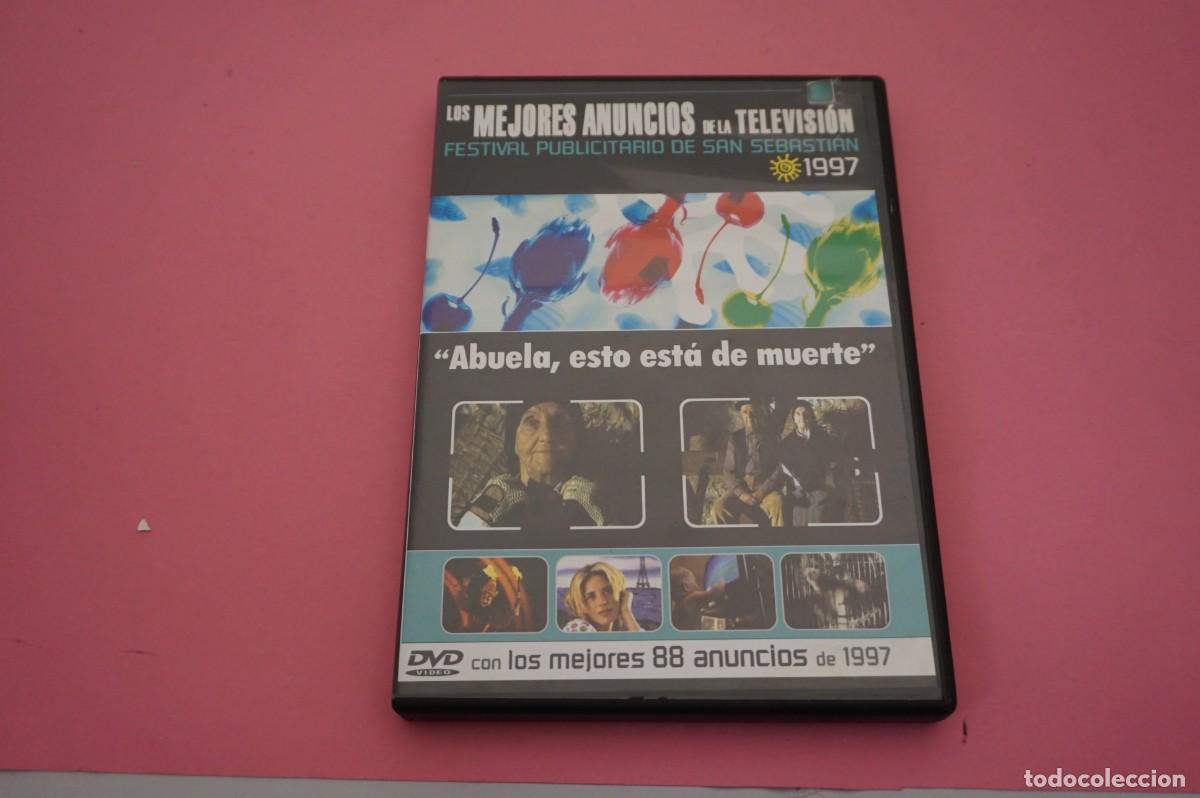 LOS MEJORES ANUNCIOS DE LA TELEVISIÓN
FESTIVAL PUBLICITARIO DE SAN SEBASTIÁN
1997
“Abuela, esto está de muerte”
DVD VIDEO con los mejores 88 anuncios de 1997
todocoleccion